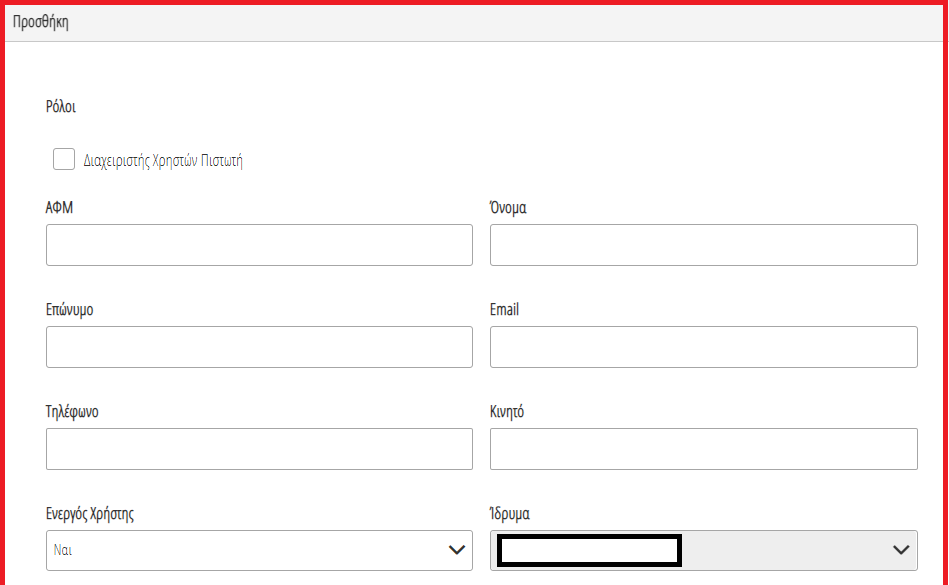 Προσθήκη
Ρόλοι
Διαχειριστής Χρηστών Πιστωτή
ΑΦΜ
Όνομα
Επώνυμο
Email
Τηλέφωνο
Κινητό
Ενεργός Χρήστης
Ίδρυμα
Ναι